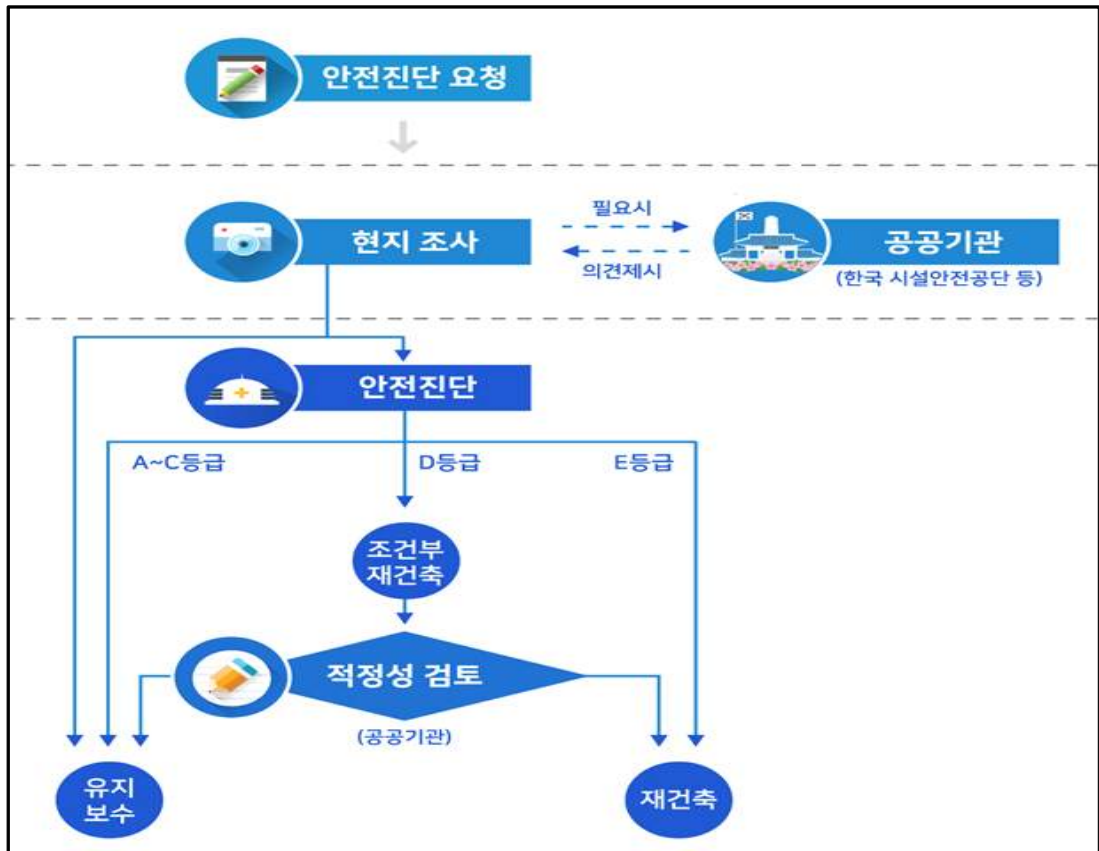 안전진단 요청
현지 조사
필요시
의견제시
공공기관
(한국 시설안전공단 등)
안전진단
A~C등급
D등급
E등급
조건부
재건축
적정성 검토
(공공기관)
유지
보수
재건축